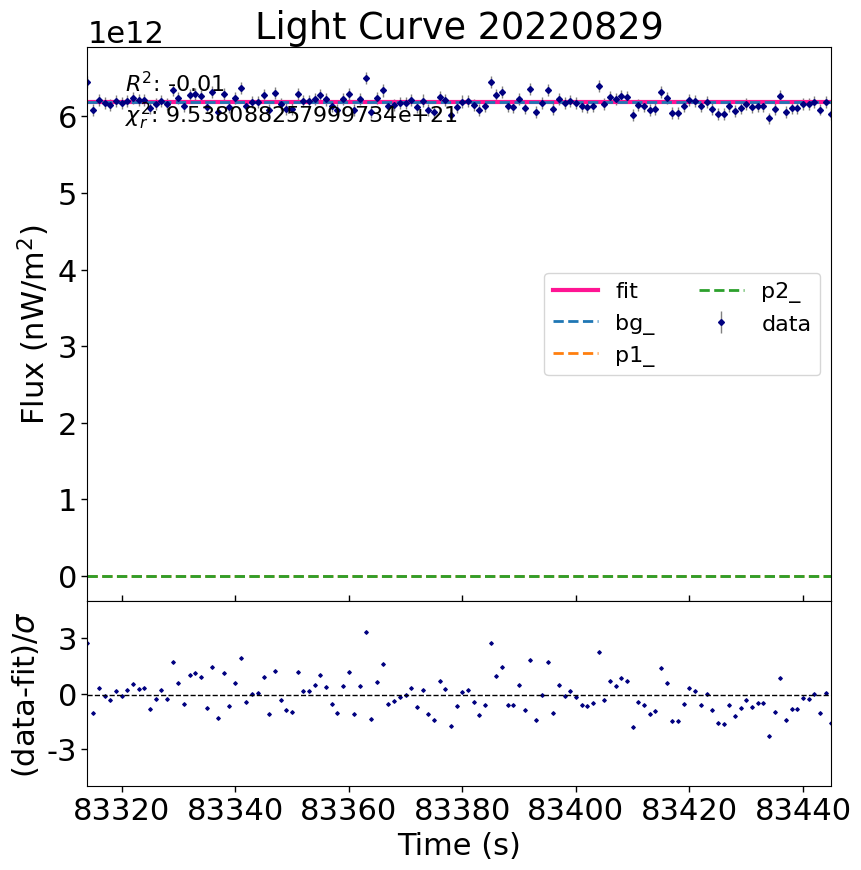 Light Curve 20220829
1e12
R²: -0.01
χ²ᵣ: 9.538088257999734e+21
6
5
4
3
2
1
0
Flux (nW/m²)
fit
bg_
p1_
p2_
data
3
0
-3
(data-fit)/σ
83320 83340 83360 83380 83400 83420 83440
Time (s)